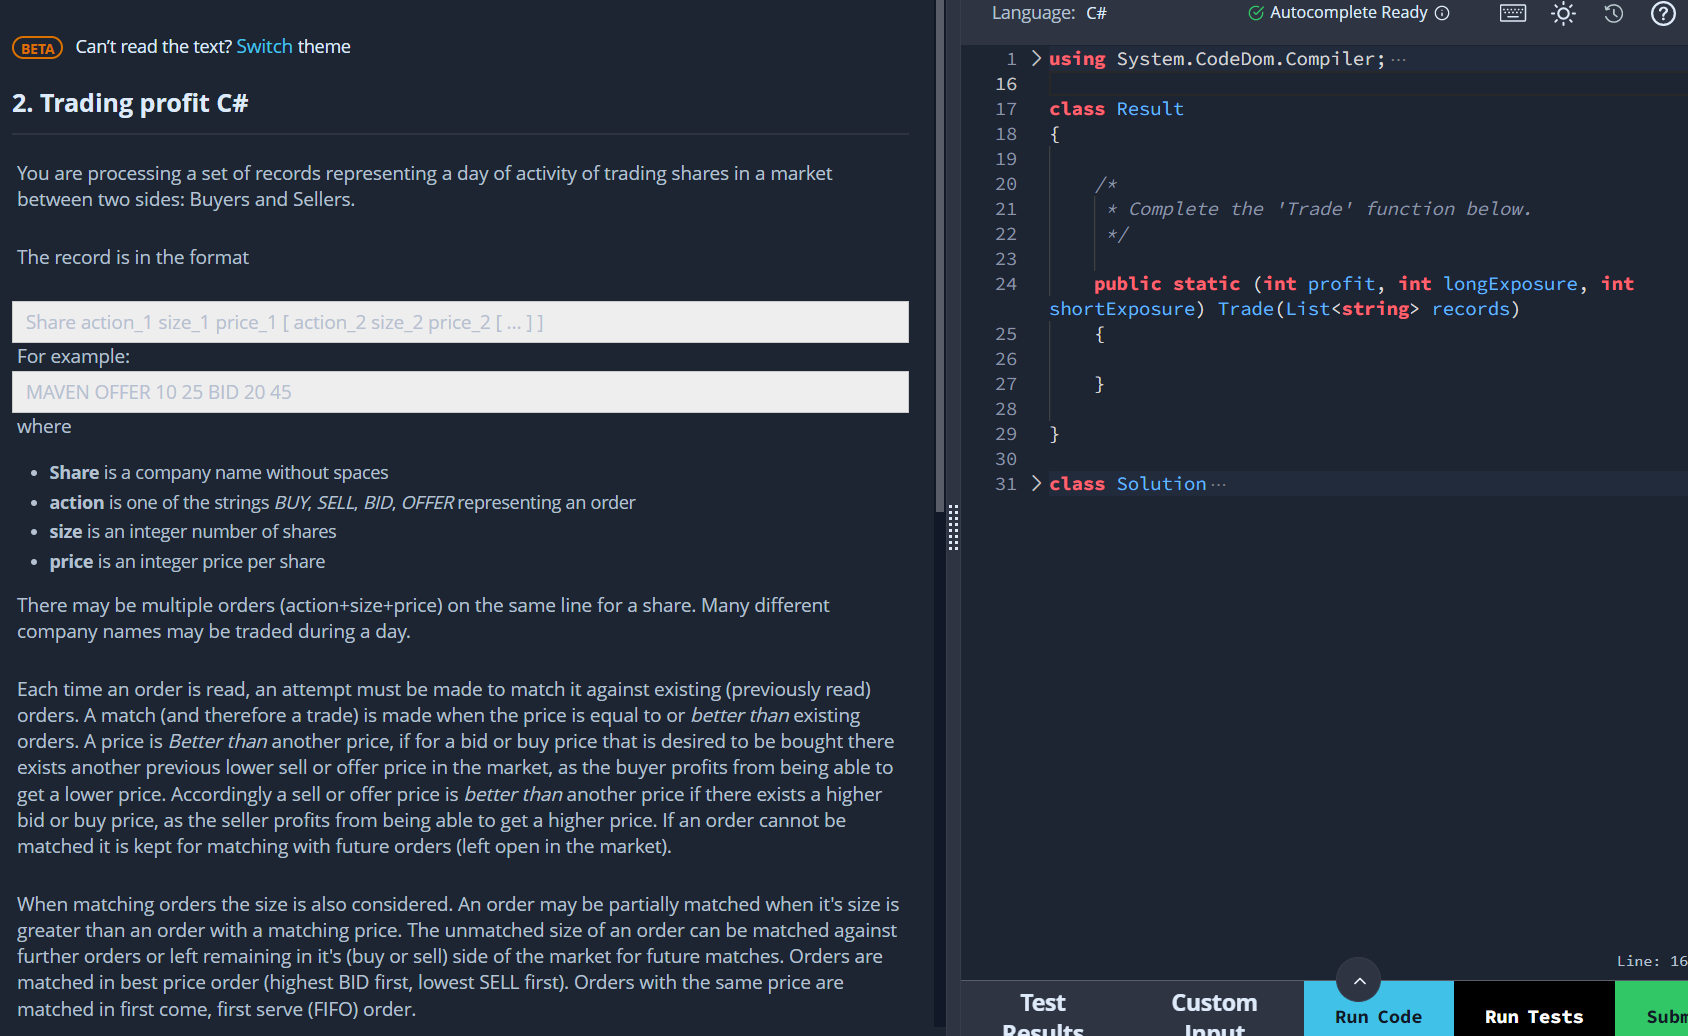 BETA Can't read the text? Switch theme
2. Trading profit C#
You are processing a set of records representing a day of activity of trading shares in a market
between two sides: Buyers and Sellers.
The record is in the format
Share action_1 size_1 price_1 [ action_2 size_2 price_2 [ ... ] ]
For example:
MAVEN OFFER 10 25 BID 20 45
where
• Share is a company name without spaces
• action is one of the strings BUY, SELL, BID, OFFER representing an order
• size is an integer number of shares
• price is an integer price per share
There may be multiple orders (action+size+price) on the same line for a share. Many different
company names may be traded during a day.
Each time an order is read, an attempt must be made to match it against existing (previously read)
orders. A match (and therefore a trade) is made when the price is equal to or better than existing
orders. A price is Better than another price, if for a bid or buy price that is desired to be bought there
exists another previous lower sell or offer price in the market, as the buyer profits from being able to
get a lower price. Accordingly a sell or offer price is better than another price if there exists a higher
bid or buy price, as the seller profits from being able to get a higher price. If an order cannot be
matched it is kept for matching with future orders (left open in the market).
When matching orders the size is also considered. An order may be partially matched when it's size is
greater than an order with a matching price. The unmatched size of an order can be matched against
further orders or left remaining in it's (buy or sell) side of the market for future matches. Orders are
matched in best price order (highest BID first, lowest SELL first). Orders with the same price are
matched in first come, first serve (FIFO) order.
Language: C#
Autocomplete Ready
1 using System.CodeDom.Compiler; ...
16
17 class Result
18 {
19
20 /*
21 * Complete the 'Trade' function below.
22 */
23
24 public static (int profit, int longExposure, int
shortExposure) Trade(List<string> records)
25 {
26
27 }
28
29 }
30
31 class Solution ...
Line: 16
Test
Results
Custom
Input
Run Code
Run Tests
Subm